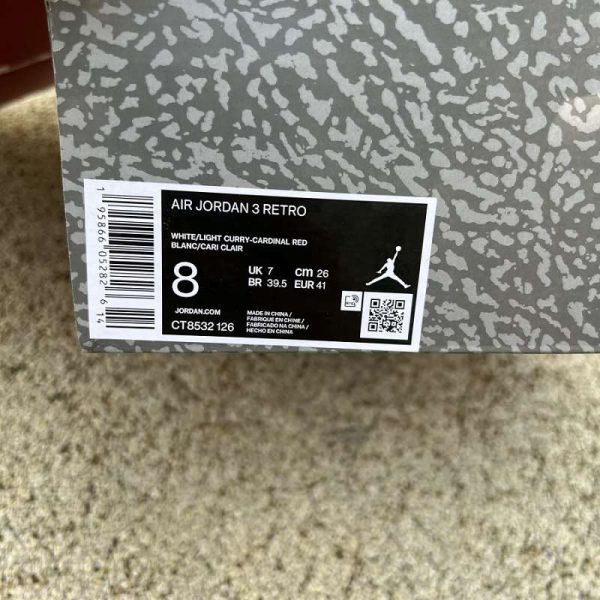 AIR JORDAN 3 RETRO
WHITE/LIGHT CURRY-CARDINAL RED
BLANC/CARI CLAIR
8
UK 7 cm 26
BR 39.5 EUR 41
JORDAN.COM
CT8532 126
MADE IN CHINA /
FABRIQUE EN CHINE /
FABRICADO NA CHINA /
HECHO EN CHINA
1 95866 05282 6 14